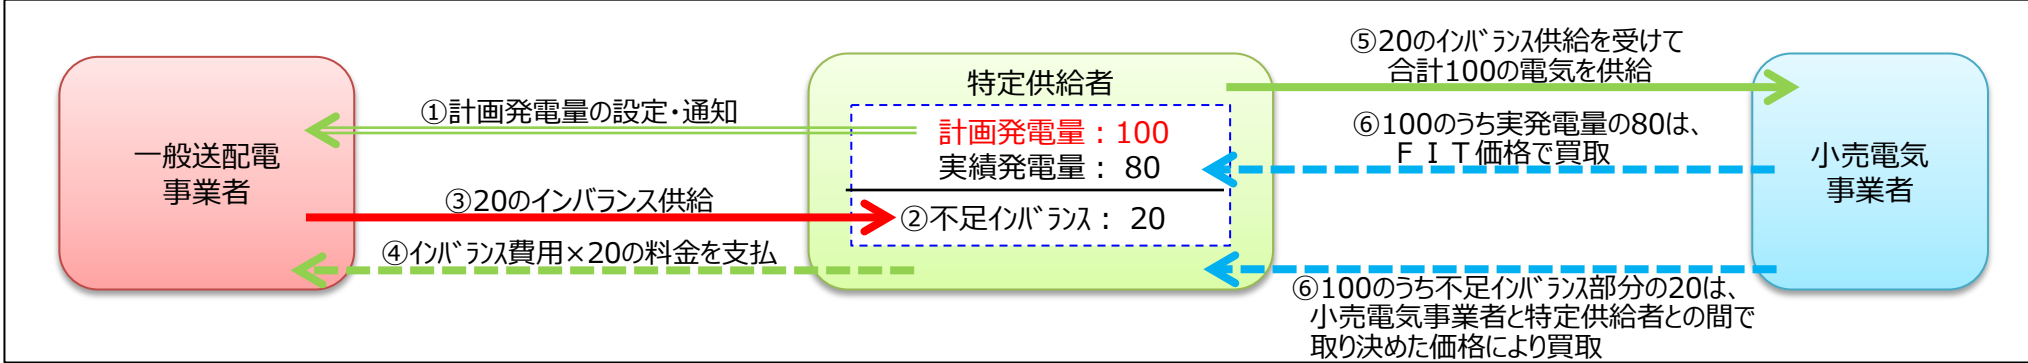 一般送配電
事業者
①計画発電量の設定・通知
③20のインバランス供給
④インバランス費用×20の料金を支払
特定供給者
計画発電量：100
実績発電量： 80
②不足インバランス： 20
⑤20のインバランス供給を受けて
合計100の電気を供給
⑥100のうち実発電量の80は、
ＦＩＴ価格で買取
⑥100のうち不足インバランス部分の20は、
小売電気事業者と特定供給者との間で
取り決めた価格により買取
小売電気
事業者